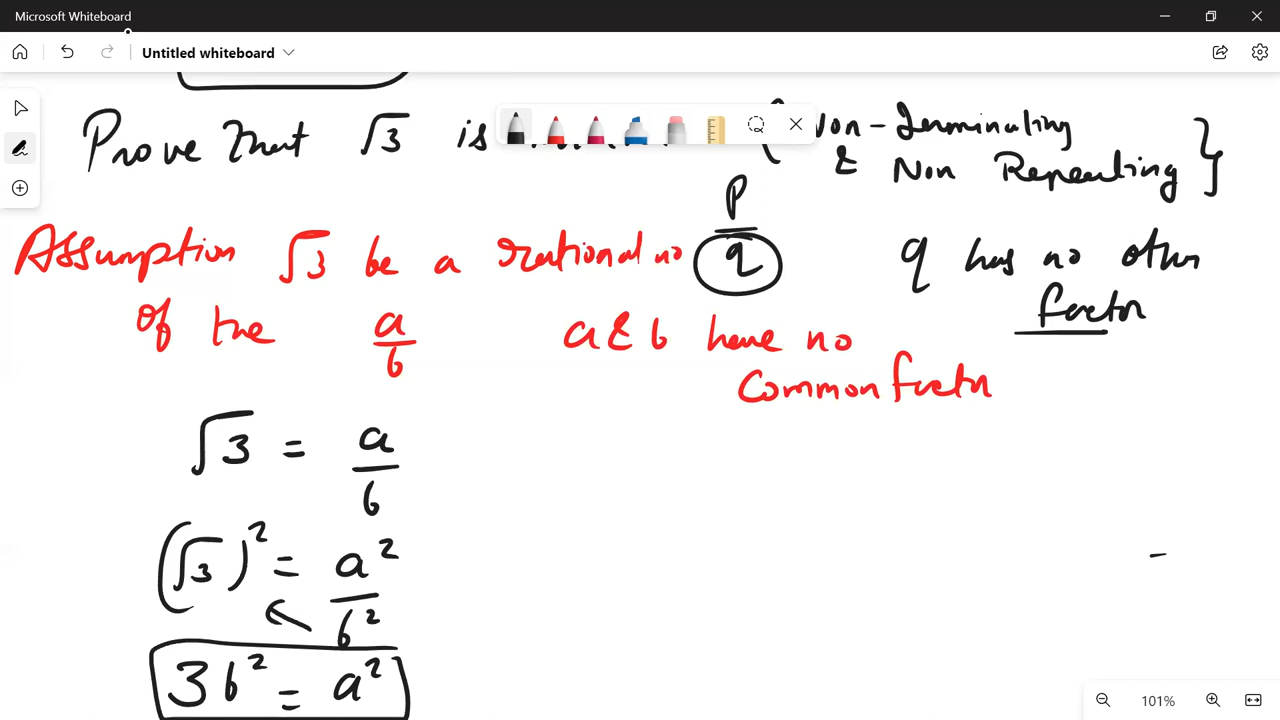 Microsoft Whiteboard
Untitled whiteboard
Prove that √3 is { Non-Terminating
& Non Repeating }
Assumption √3 be a rational no p/q q has no other
factor
of the a/b a & b have no
Common factor
√3 = a/b
(√3)² = a²/b²
3b² = a²
101%